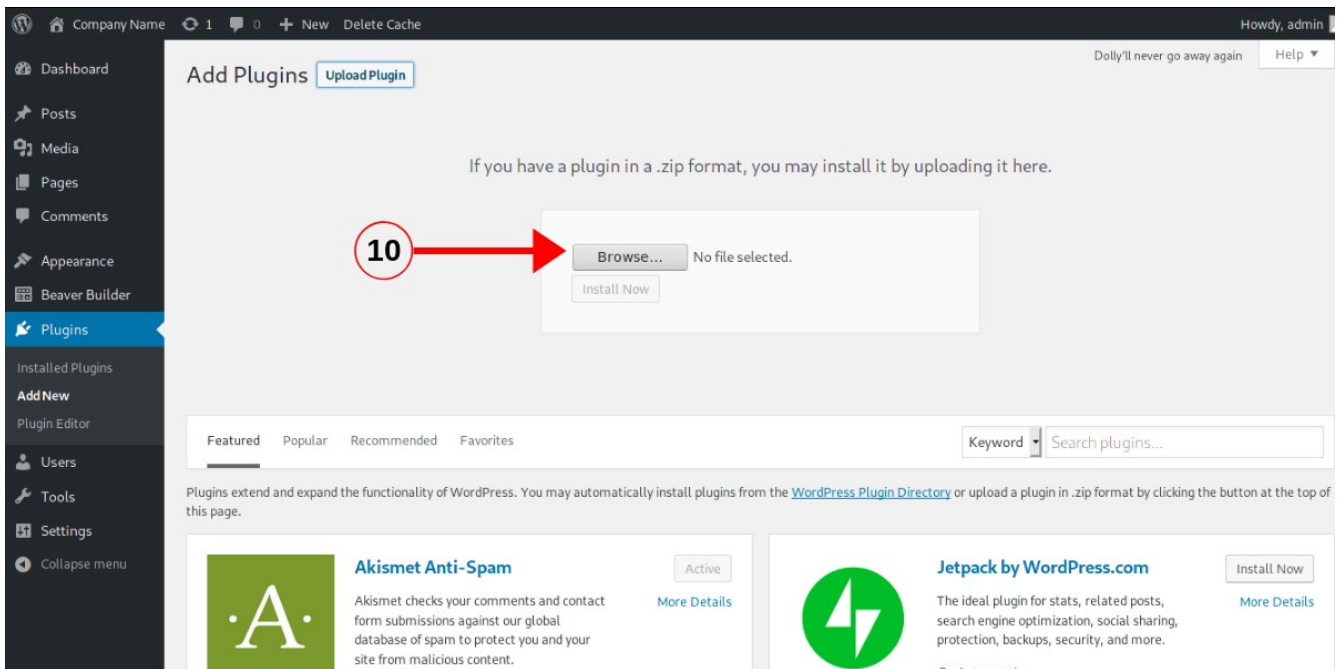 Company Name 1 0 New Delete Cache Howdy, admin
Dolly'll never go away again Help
Dashboard
Posts
Media
Pages
Comments
Appearance
Beaver Builder
Plugins
Installed Plugins
Add New
Plugin Editor
Users
Tools
Settings
Collapse menu
Add Plugins Upload Plugin
If you have a plugin in a .zip format, you may install it by uploading it here.
10
Browse... No file selected.
Install Now
Featured Popular Recommended Favorites Keyword Search plugins...
Plugins extend and expand the functionality of WordPress. You may automatically install plugins from the WordPress Plugin Directory or upload a plugin in .zip format by clicking the button at the top of
this page.
·A·
Akismet Anti-Spam Active
More Details
Akismet checks your comments and contact
form submissions against our global
database of spam to protect you and your
site from malicious content.
Jetpack by WordPress.com Install Now
More Details
The ideal plugin for stats, related posts,
search engine optimization, social sharing,
protection, backups, security, and more.